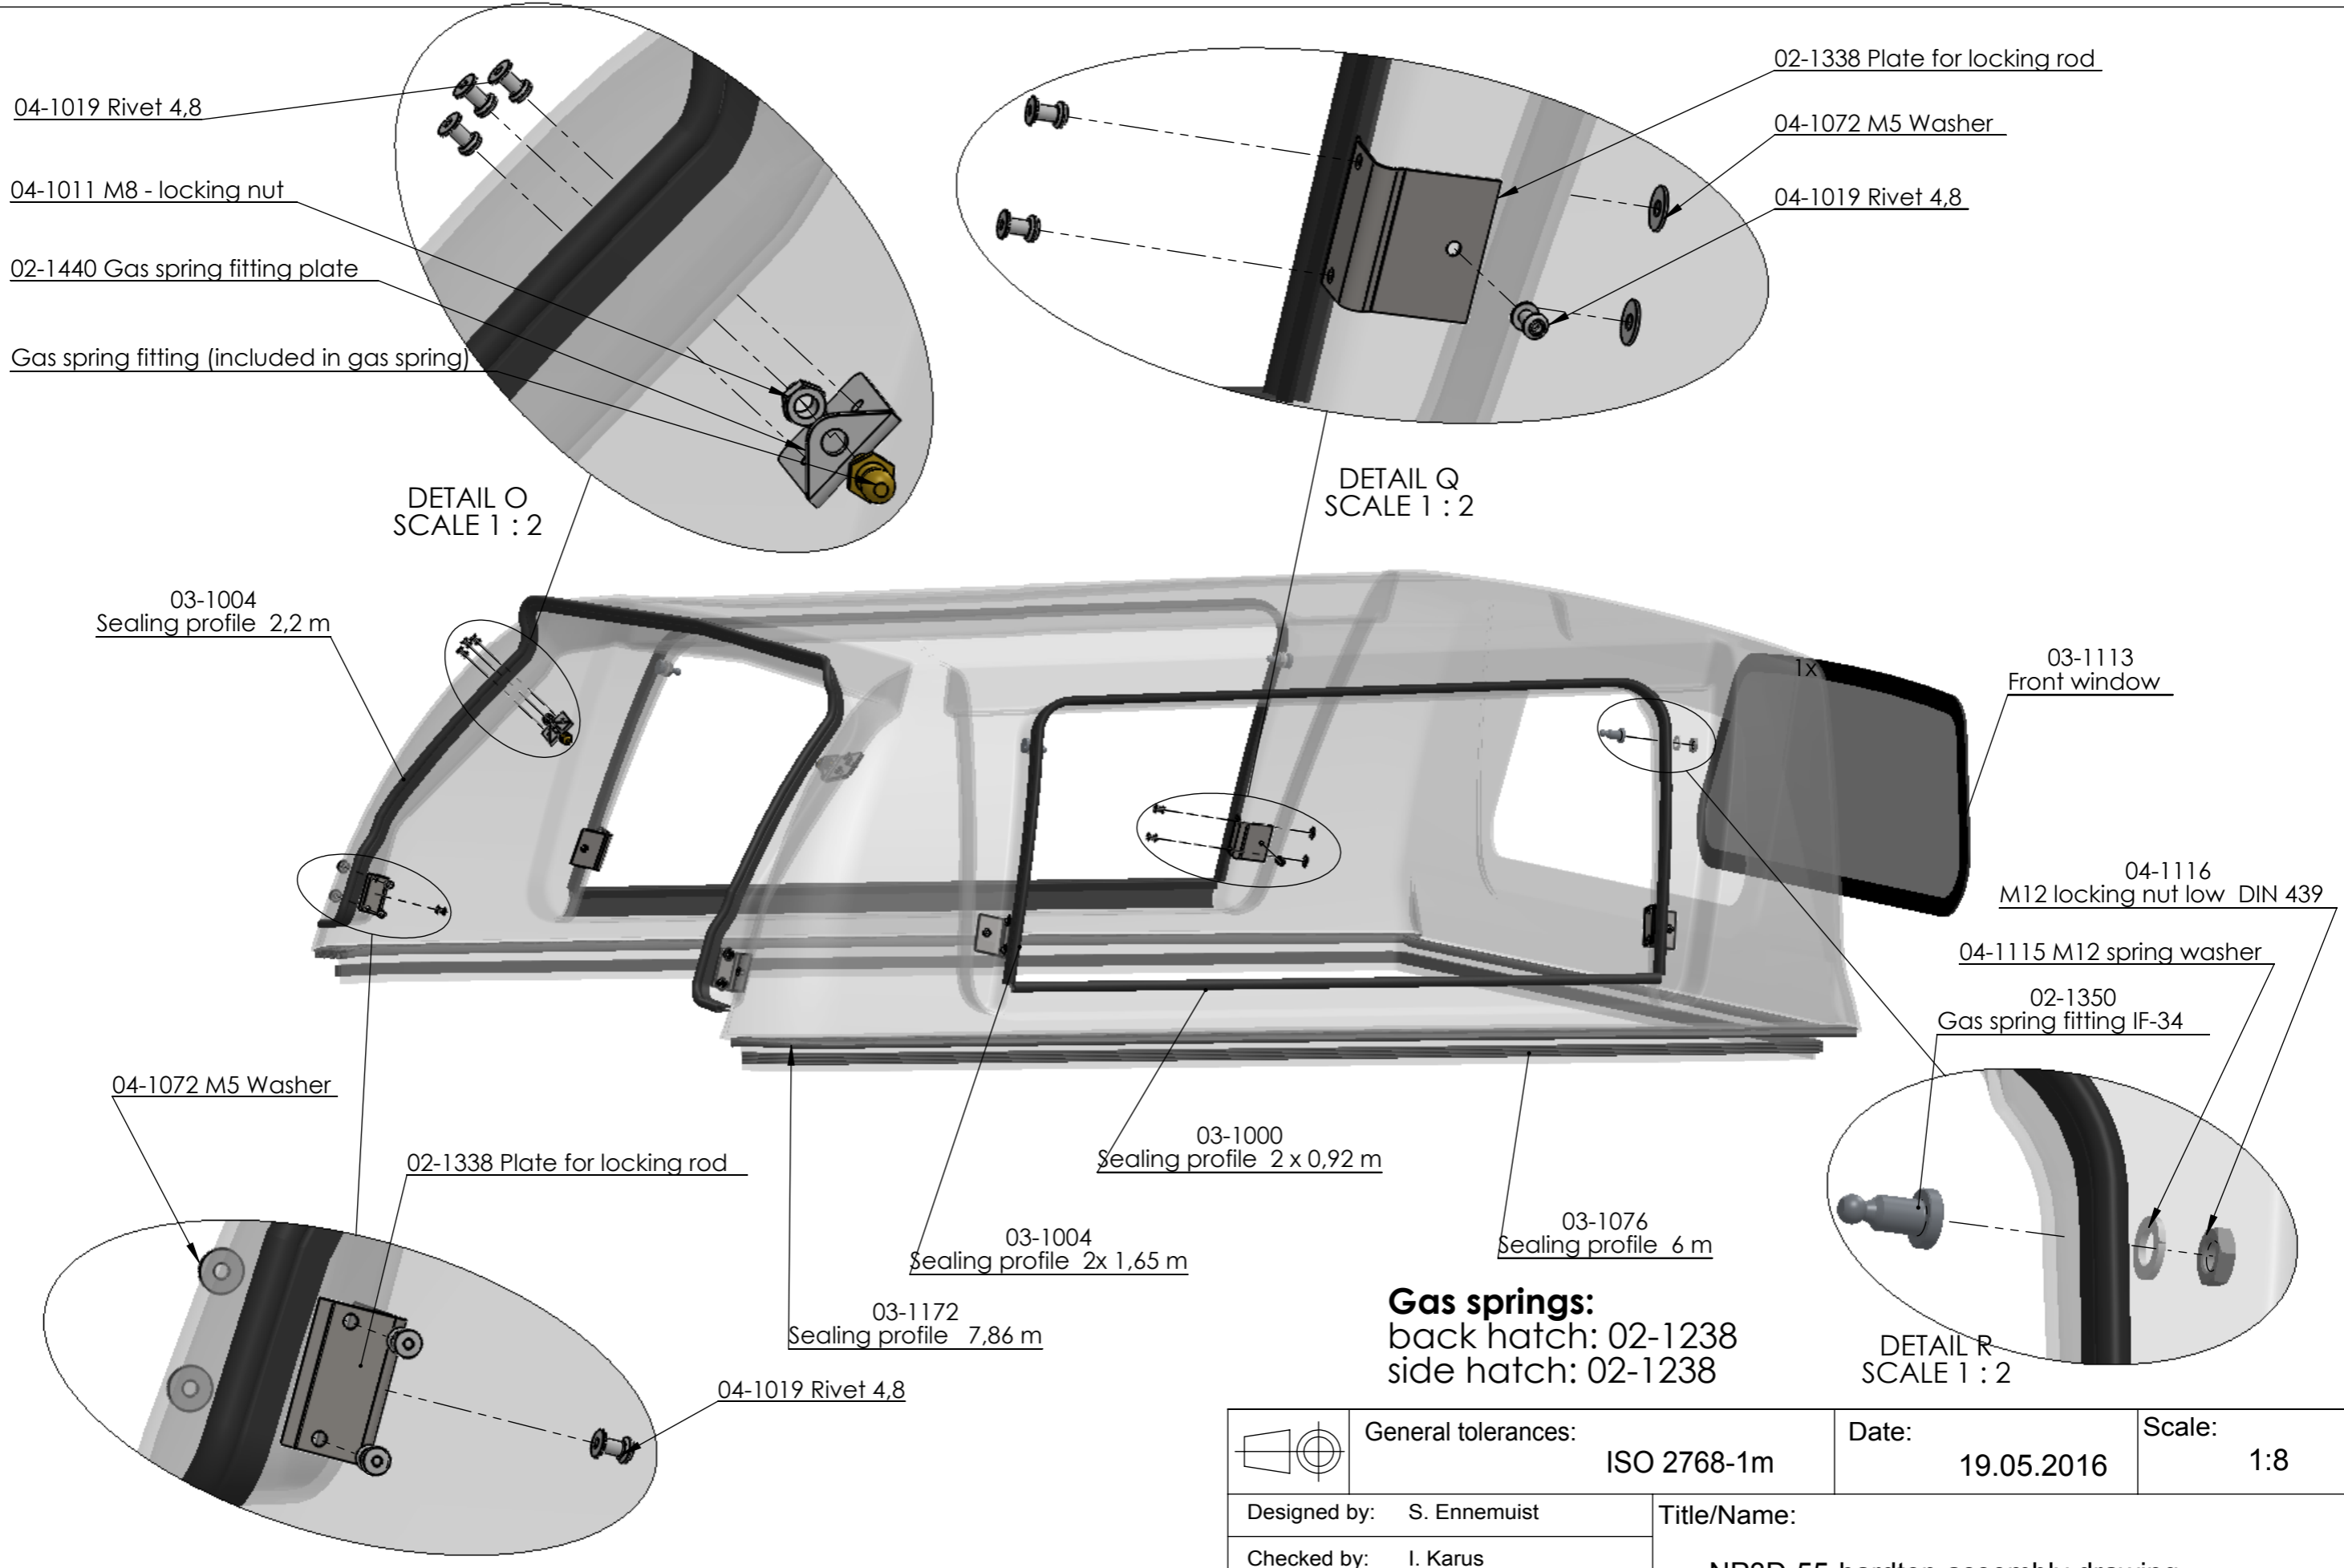 04-1019 Rivet 4,8
04-1011 M8 - locking nut
02-1440 Gas spring fitting plate
Gas spring fitting (included in gas spring)
DETAIL O
SCALE 1 : 2
02-1338 Plate for locking rod
04-1072 M5 Washer
04-1019 Rivet 4,8
DETAIL Q
SCALE 1 : 2
03-1004
Sealing profile 2,2 m
1x
03-1113
Front window
04-1116
M12 locking nut low DIN 439
04-1115 M12 spring washer
02-1350
Gas spring fitting IF-34
04-1072 M5 Washer
02-1338 Plate for locking rod
04-1019 Rivet 4,8
03-1000
Sealing profile 2 x 0,92 m
03-1004
Sealing profile 2x 1,65 m
03-1172
Sealing profile 7,86 m
03-1076
Sealing profile 6 m
Gas springs:
back hatch: 02-1238
side hatch: 02-1238
DETAIL R
SCALE 1 : 2
General tolerances:
ISO 2768-1m
Date:
19.05.2016
Scale:
1:8
Designed by: S. Ennemuist
Checked by: I. Karus
Title/Name: